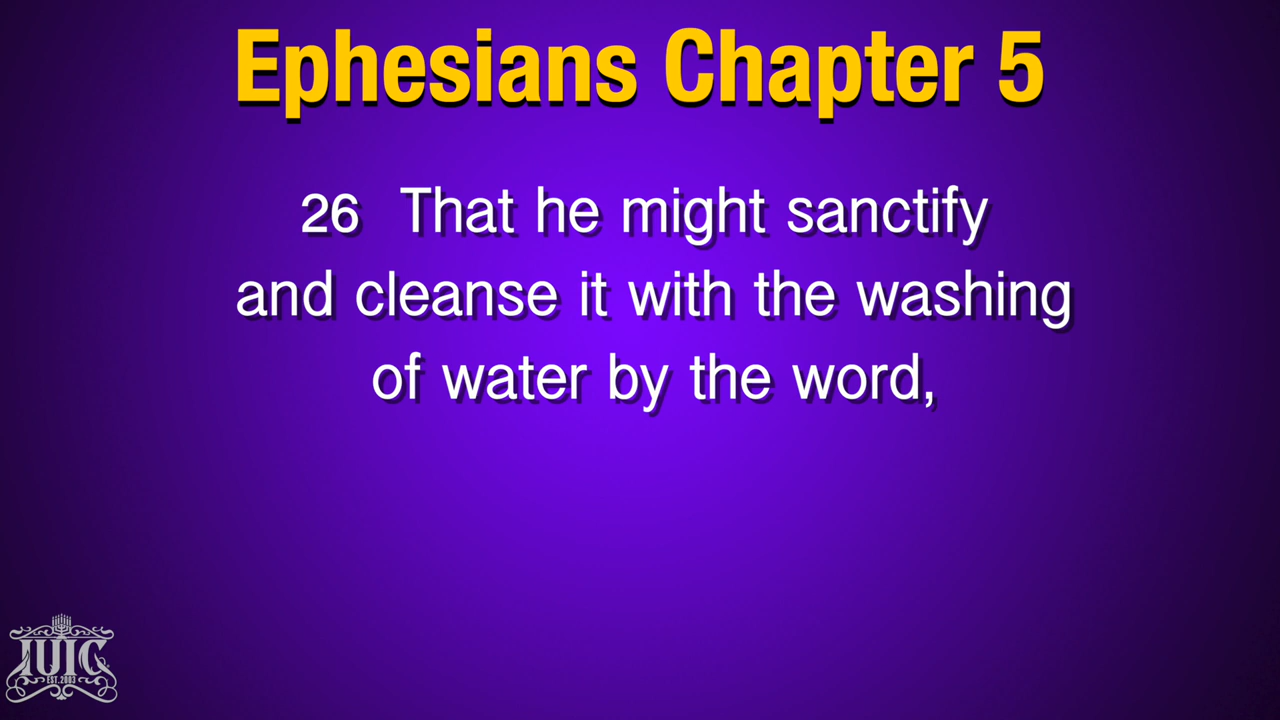 Ephesians Chapter 5
26 That he might sanctify
and cleanse it with the washing
of water by the word,
IUIC
EST. 2003